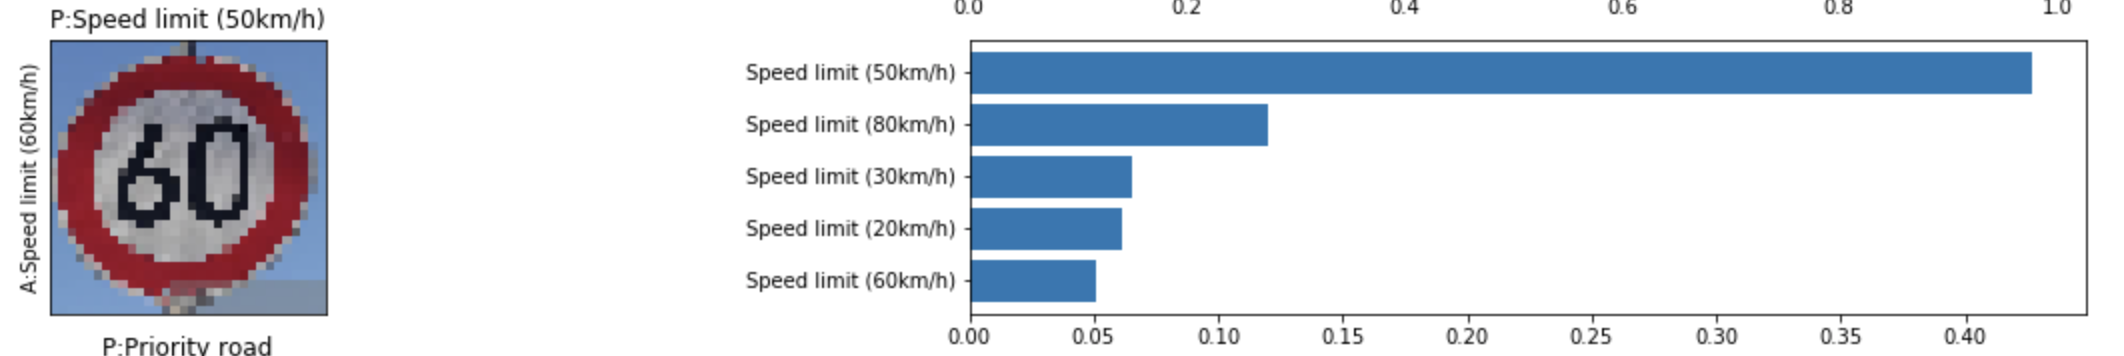 P:Speed limit (50km/h)
0.0 0.2 0.4 0.6 0.8 1.0
A:Speed limit (60km/h)
60
Speed limit (50km/h)
Speed limit (80km/h)
Speed limit (30km/h)
Speed limit (20km/h)
Speed limit (60km/h)
0.00 0.05 0.10 0.15 0.20 0.25 0.30 0.35 0.40
P:Priority road